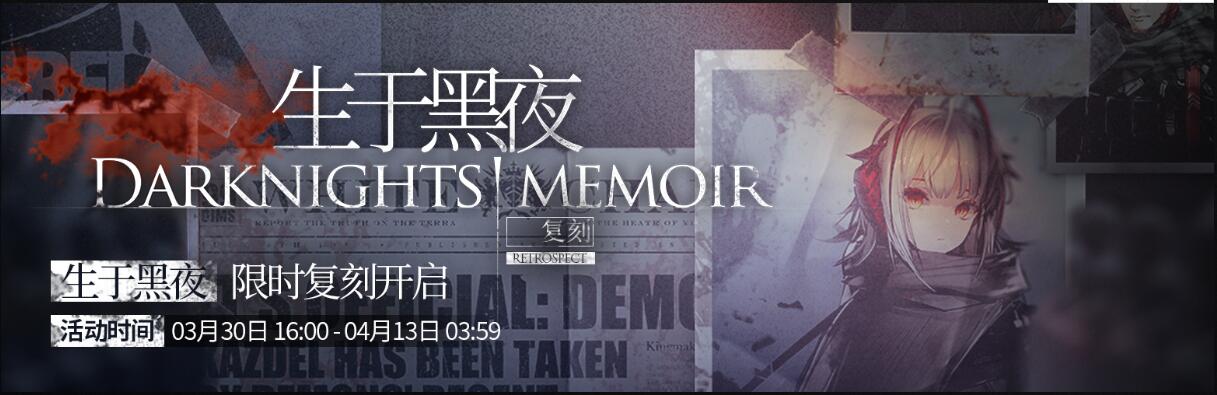 生于黑夜
DARKNIGHTS MEMOIR
WHITE
REPORT THE TRUTH ON THE TERRA
复刻
RETROSPECT
生于黑夜 限时复刻开启
CIAL: DEMO
活动时间 03月30日 16:00 - 04月13日 03:59
KAZDEL HAS BEEN TAKEN